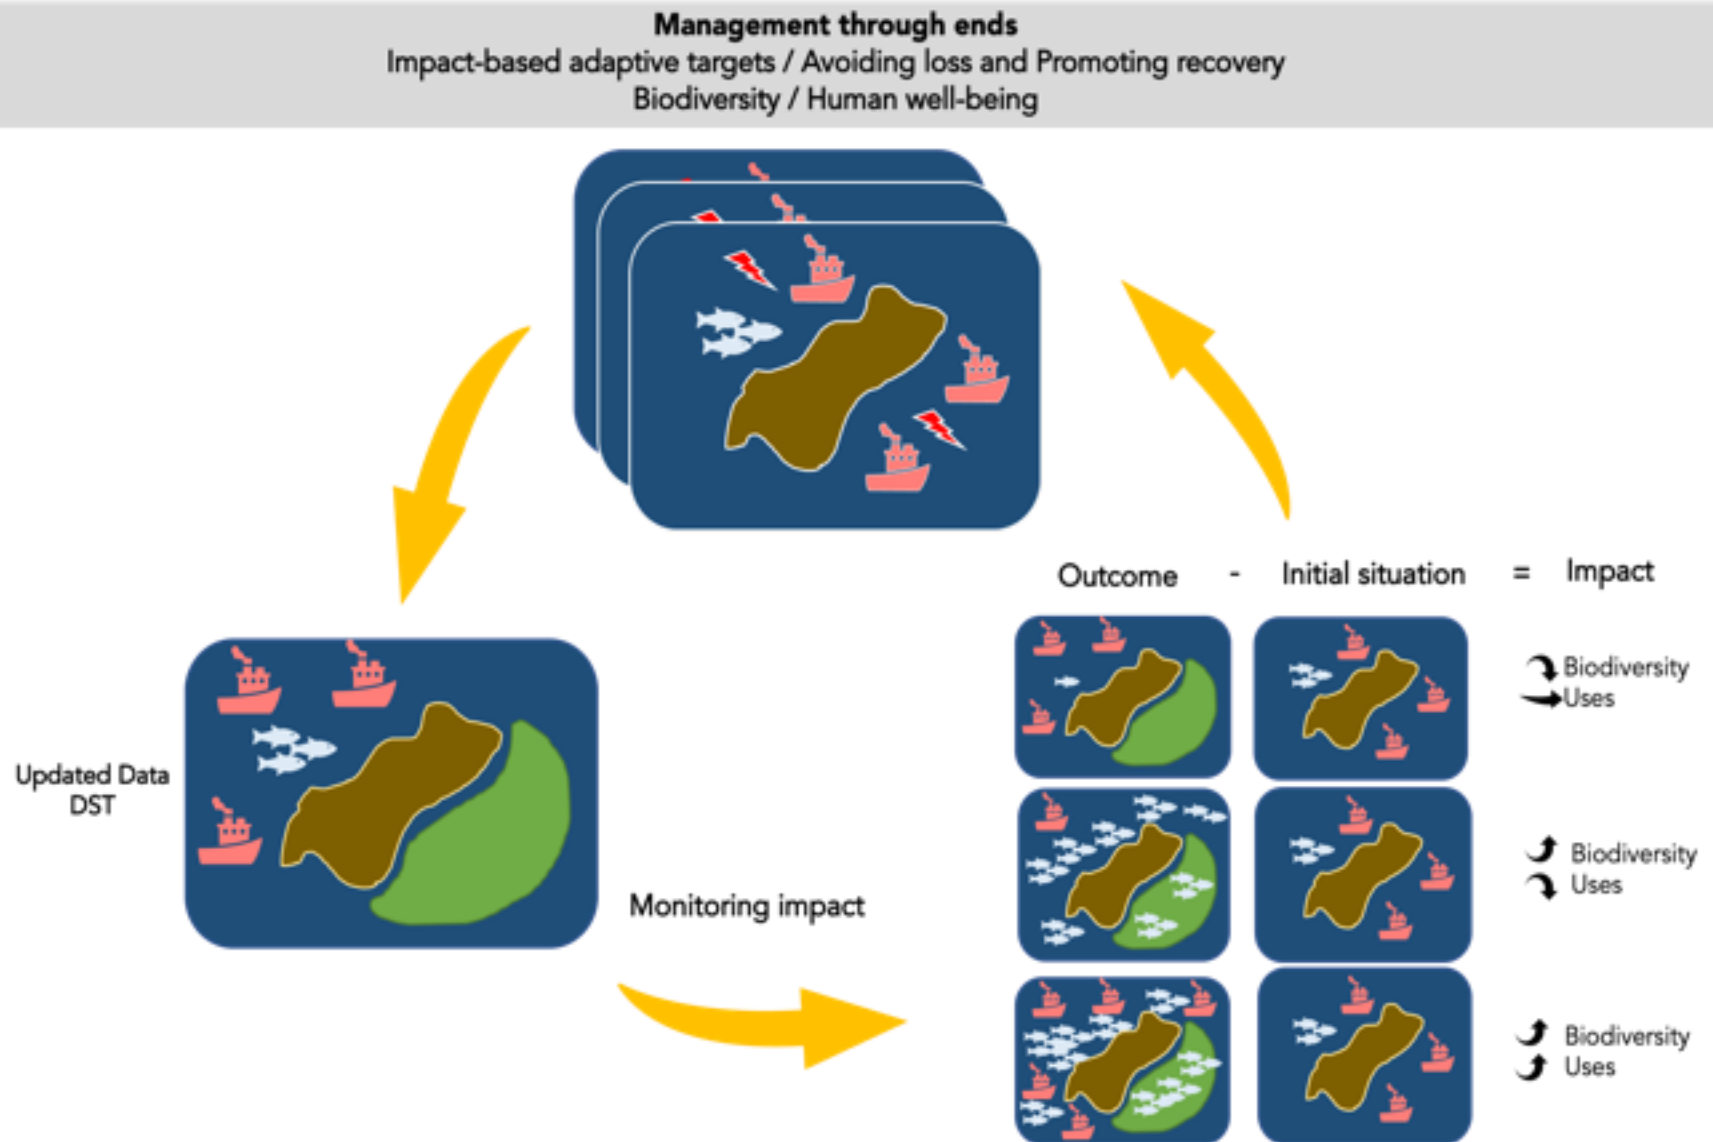 Management through ends
Impact-based adaptive targets / Avoiding loss and Promoting recovery
Biodiversity / Human well-being
Outcome - Initial situation = Impact
Biodiversity
Uses
Updated Data
DST
Biodiversity
Uses
Monitoring impact
Biodiversity
Uses